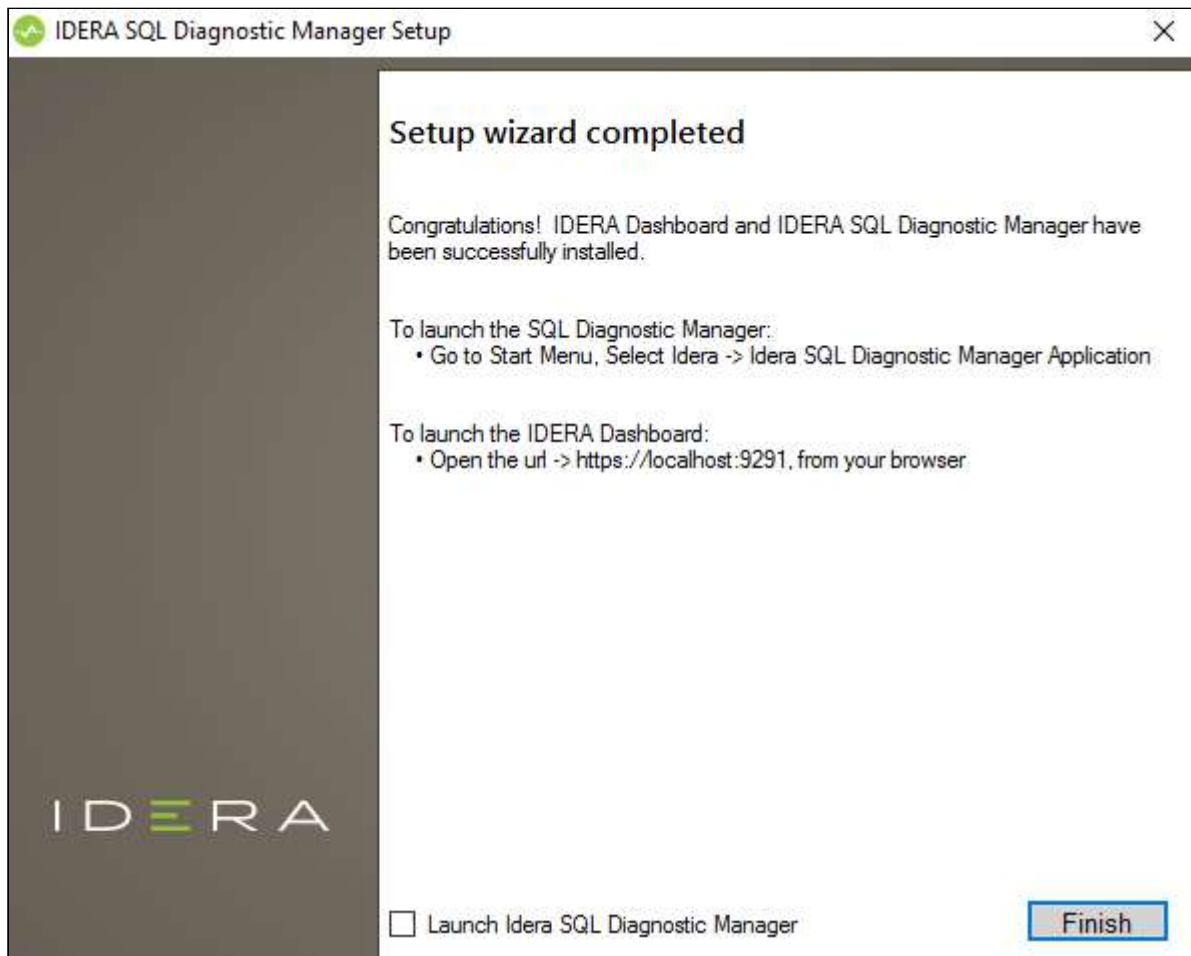 IDERA SQL Diagnostic Manager Setup
Setup wizard completed
Congratulations! IDERA Dashboard and IDERA SQL Diagnostic Manager have
been successfully installed.
To launch the SQL Diagnostic Manager:
• Go to Start Menu, Select Idera -> Idera SQL Diagnostic Manager Application
To launch the IDERA Dashboard:
• Open the url -> https://localhost:9291, from your browser
IDERA
Launch Idera SQL Diagnostic Manager
Finish